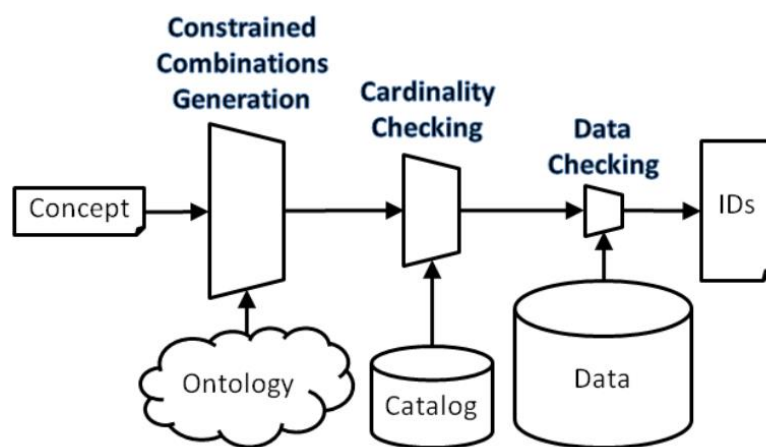 Constrained
Combinations
Generation
Cardinality
Checking
Data
Checking
Concept
IDs
Ontology
Catalog
Data